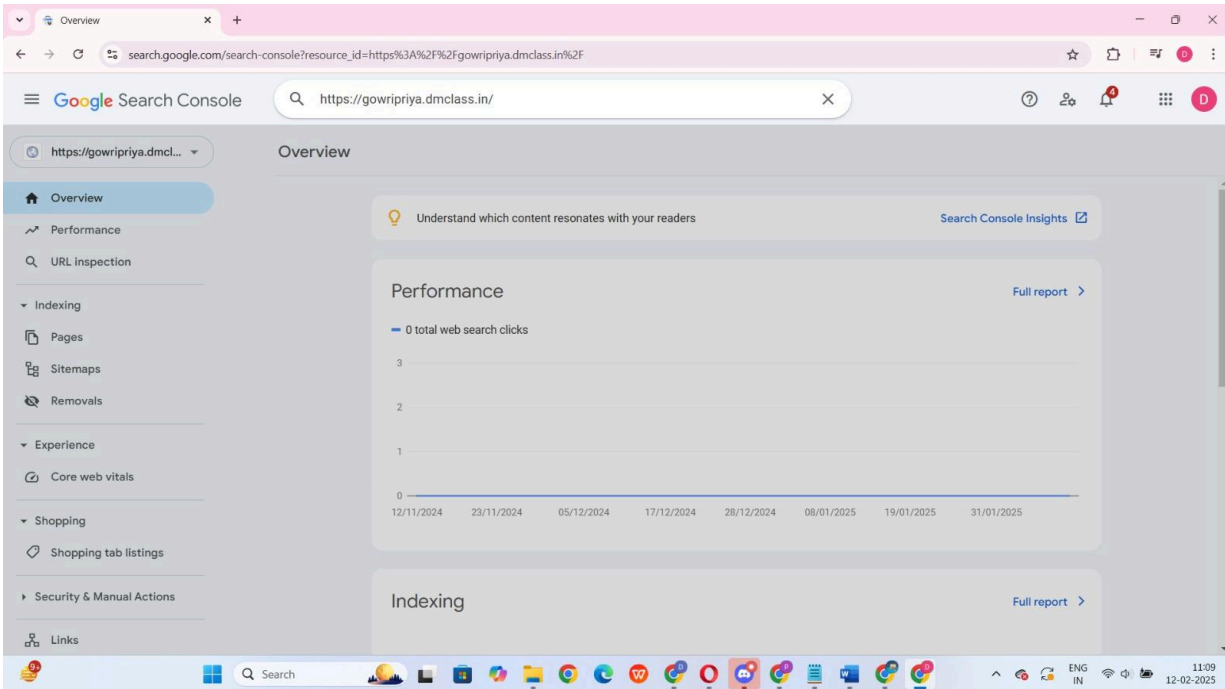 Overview
search.google.com/search-console?resource_id=https%3A%2F%2Fgowripriya.dmclass.in%2F
D
Google Search Console
https://gowripriya.dmclass.in/
4
D
https://gowripriya.dmcl...
Overview
Overview
Performance
URL inspection
Indexing
Pages
Sitemaps
Removals
Experience
Core web vitals
Shopping
Shopping tab listings
Security & Manual Actions
Links
Understand which content resonates with your readers
Search Console Insights
Performance
Full report
0 total web search clicks
3
2
1
0
12/11/2024 23/11/2024 05/12/2024 17/12/2024 28/12/2024 08/01/2025 19/01/2025 31/01/2025
Indexing
Full report
9+
Search
ENG
IN
11:09
12-02-2025